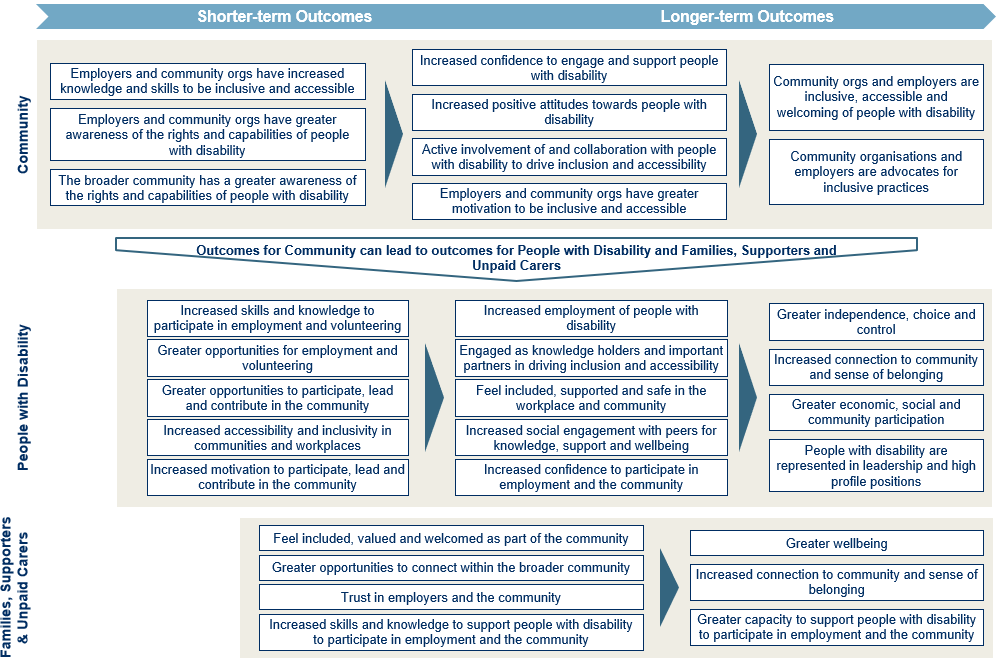 Shorter-term Outcomes
Longer-term Outcomes
Community
Employers and community orgs have increased
knowledge and skills to be inclusive and accessible
Employers and community orgs have greater
awareness of the rights and capabilities of people
with disability
The broader community has a greater awareness of
the rights and capabilities of people with disability
Increased confidence to engage and support people
with disability
Increased positive attitudes towards people with
disability
Active involvement of and collaboration with people
with disability to drive inclusion and accessibility
Employers and community orgs have greater
motivation to be inclusive and accessible
Community orgs and employers are
inclusive, accessible and
welcoming of people with disability
Community organisations and
employers are advocates for
inclusive practices
Outcomes for Community can lead to outcomes for People with Disability and Families, Supporters and
Unpaid Carers
People with Disability
Increased skills and knowledge to
participate in employment and volunteering
Greater opportunities for employment and
volunteering
Greater opportunities to participate, lead
and contribute in the community
Increased accessibility and inclusivity in
communities and workplaces
Increased motivation to participate, lead and
contribute in the community
Increased employment of people with
disability
Engaged as knowledge holders and important
partners in driving inclusion and accessibility
Feel included, supported and safe in the
workplace and community
Increased social engagement with peers for
knowledge, support and wellbeing
Increased confidence to participate in
employment and the community
Greater independence, choice and
control
Increased connection to community
and sense of belonging
Greater economic, social and
community participation
People with disability are
represented in leadership and high
profile positions
Families, Supporters
& Unpaid Carers
Feel included, valued and welcomed as part of the community
Greater opportunities to connect within the broader community
Trust in employers and the community
Increased skills and knowledge to support people with disability
to participate in employment and the community
Greater wellbeing
Increased connection to community and sense of
belonging
Greater capacity to support people with disability
to participate in employment and the community